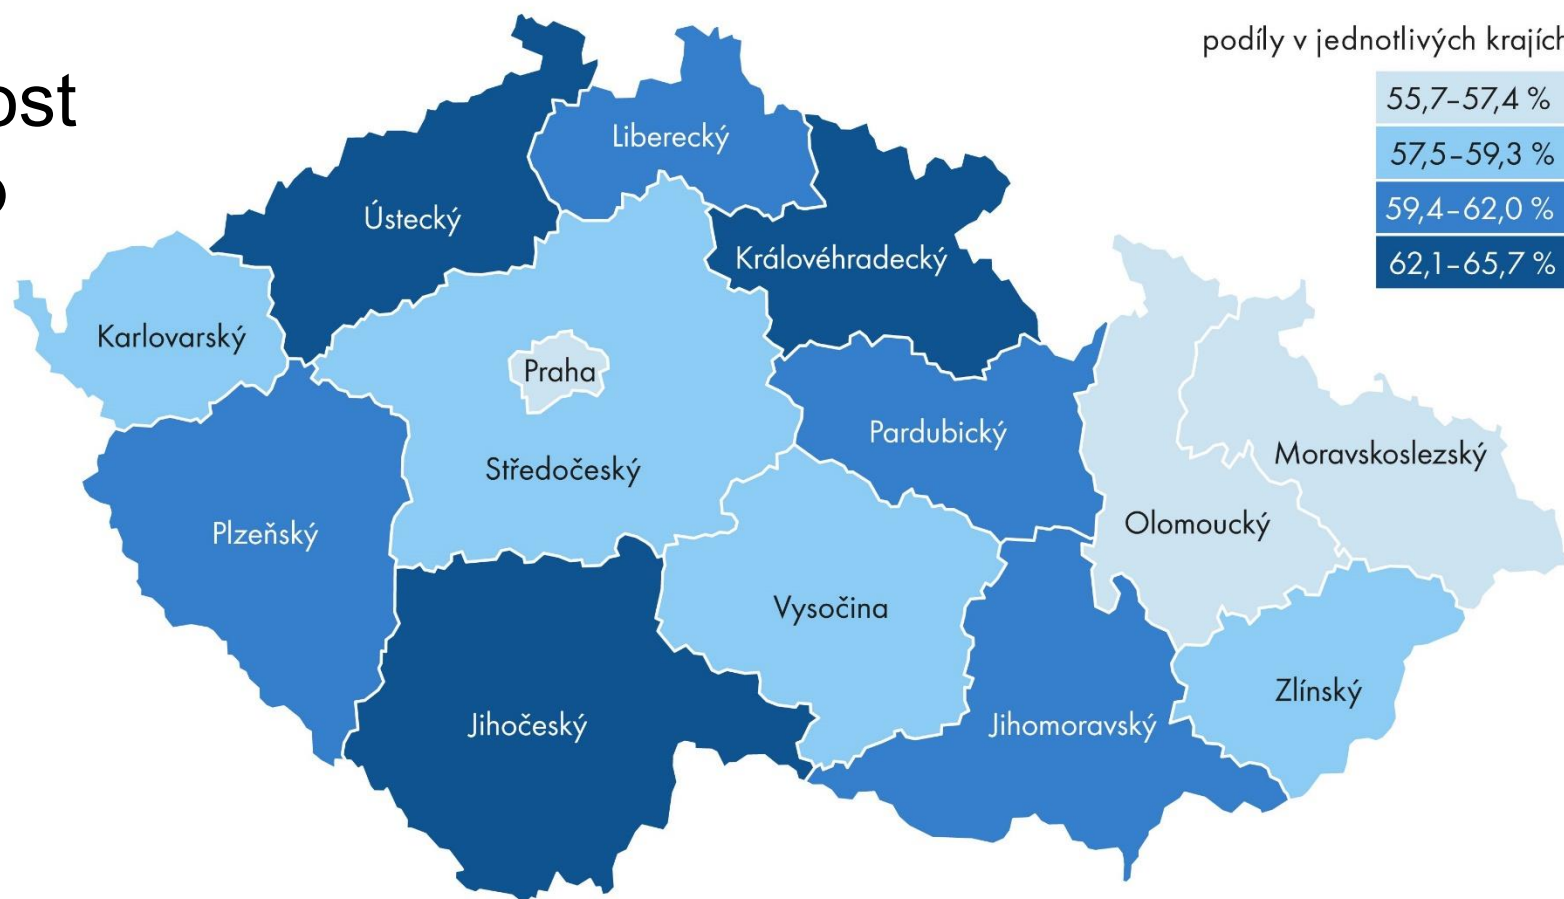 podíly v jednotlivých krajích
55,7–57,4 %
57,5–59,3 %
59,4–62,0 %
62,1–65,7 %
Liberecký
Ústecký
Královéhradecký
Karlovarský
Praha
Pardubický
Moravskoslezský
Středočeský
Olomoucký
Plzeňský
Vysočina
Zlínský
Jihočeský
Jihomoravský